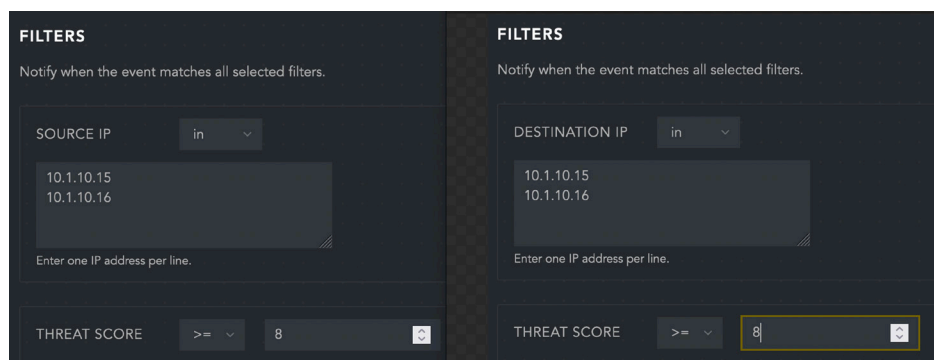 FILTERS
Notify when the event matches all selected filters.
SOURCE IP in
10.1.10.15
10.1.10.16
Enter one IP address per line.
THREAT SCORE >= 8
FILTERS
Notify when the event matches all selected filters.
DESTINATION IP in
10.1.10.15
10.1.10.16
Enter one IP address per line.
THREAT SCORE >= 8